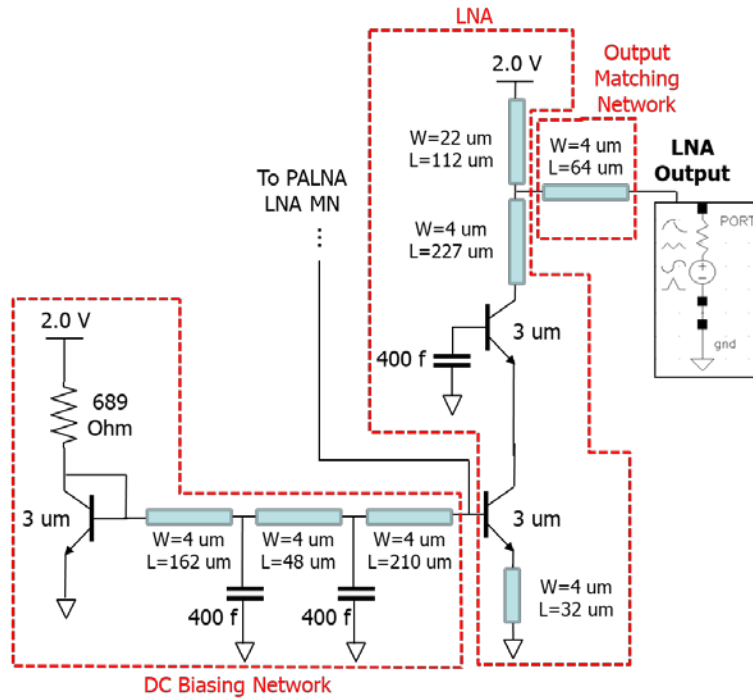 LNA
Output
Matching
Network
2.0 V
W=22 um
L=112 um
W=4 um
L=64 um
LNA
Output
To PALNA
LNA MN
...
W=4 um
L=227 um
PORT
gnd
3 um
400 f
2.0 V
689
Ohm
3 um
3 um
W=4 um
L=162 um
W=4 um
L=48 um
W=4 um
L=210 um
W=4 um
L=32 um
400 f
400 f
DC Biasing Network